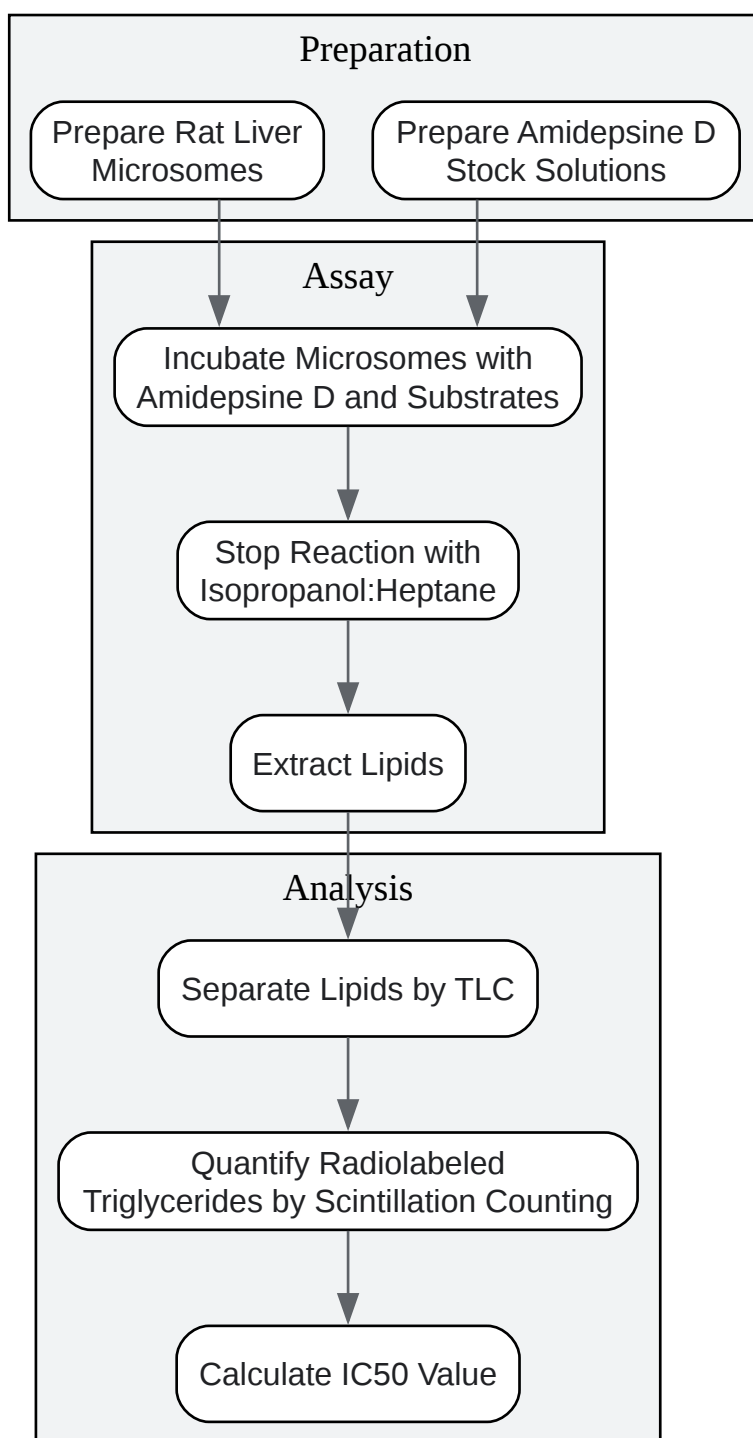 Preparation
Prepare Rat Liver
Microsomes
Prepare Amidepsine D
Stock Solutions
Assay
Incubate Microsomes with
Amidepsine D and Substrates
Stop Reaction with
Isopropanol:Heptane
Extract Lipids
Analysis
Separate Lipids by TLC
Quantify Radiolabeled
Triglycerides by Scintillation Counting
Calculate IC50 Value